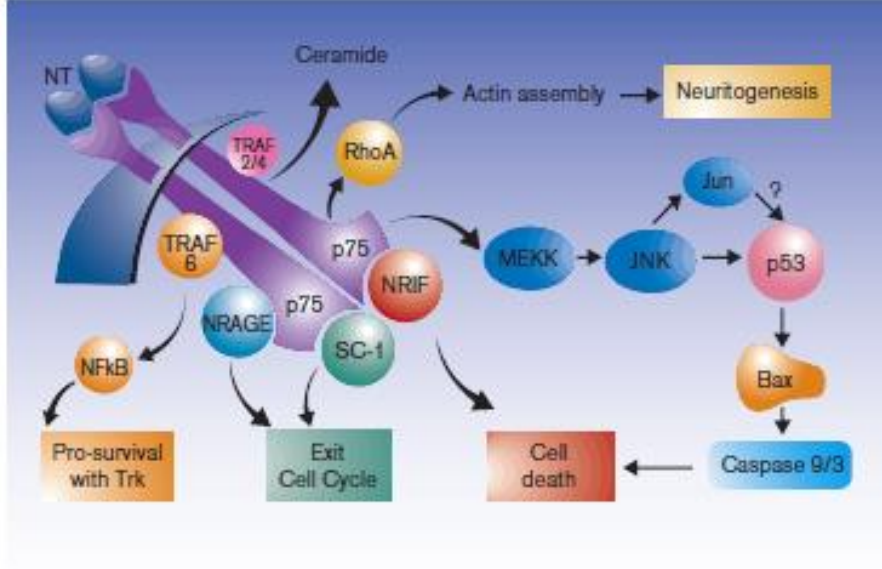 Ceramide
NT
Actin assembly
Neuritogenesis
TRAF
2/4
RhoA
Jun
?
TRAF
6
p75
MEKK
JNK
p53
NRIF
p75
NRAGE
SC-1
NFkB
Bax
Pro-survival
with Trk
Exit
Cell Cycle
Cell
death
Caspase 9/3